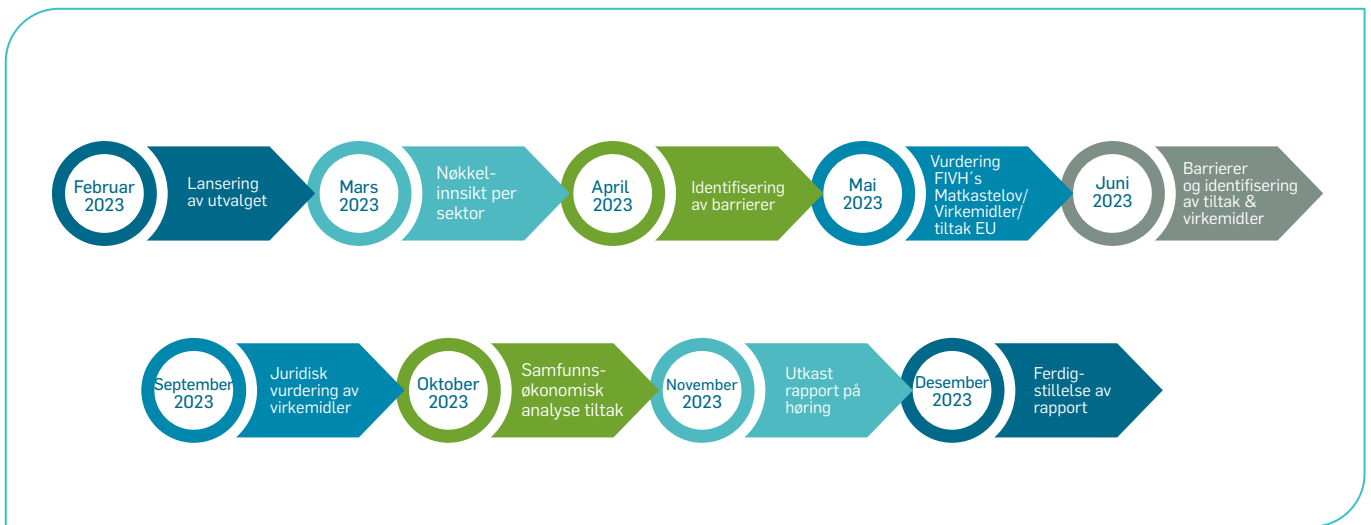 Februar
2023
Lansering
av utvalget
Mars
2023
Nøkkel-
innsikt per
sektor
April
2023
Identifisering
av barrierer
Mai
2023
Vurdering
FIVH´s
Matkastelov/
Virkemidler/
tiltak EU
Juni
2023
Barrierer
og identifisering
av tiltak &
virkemidler
September
2023
Juridisk
vurdering av
virkemidler
Oktober
2023
Samfunns-
økonomisk
analyse tiltak
November
2023
Utkast
rapport på
høring
Desember
2023
Ferdig-
stillelse av
rapport